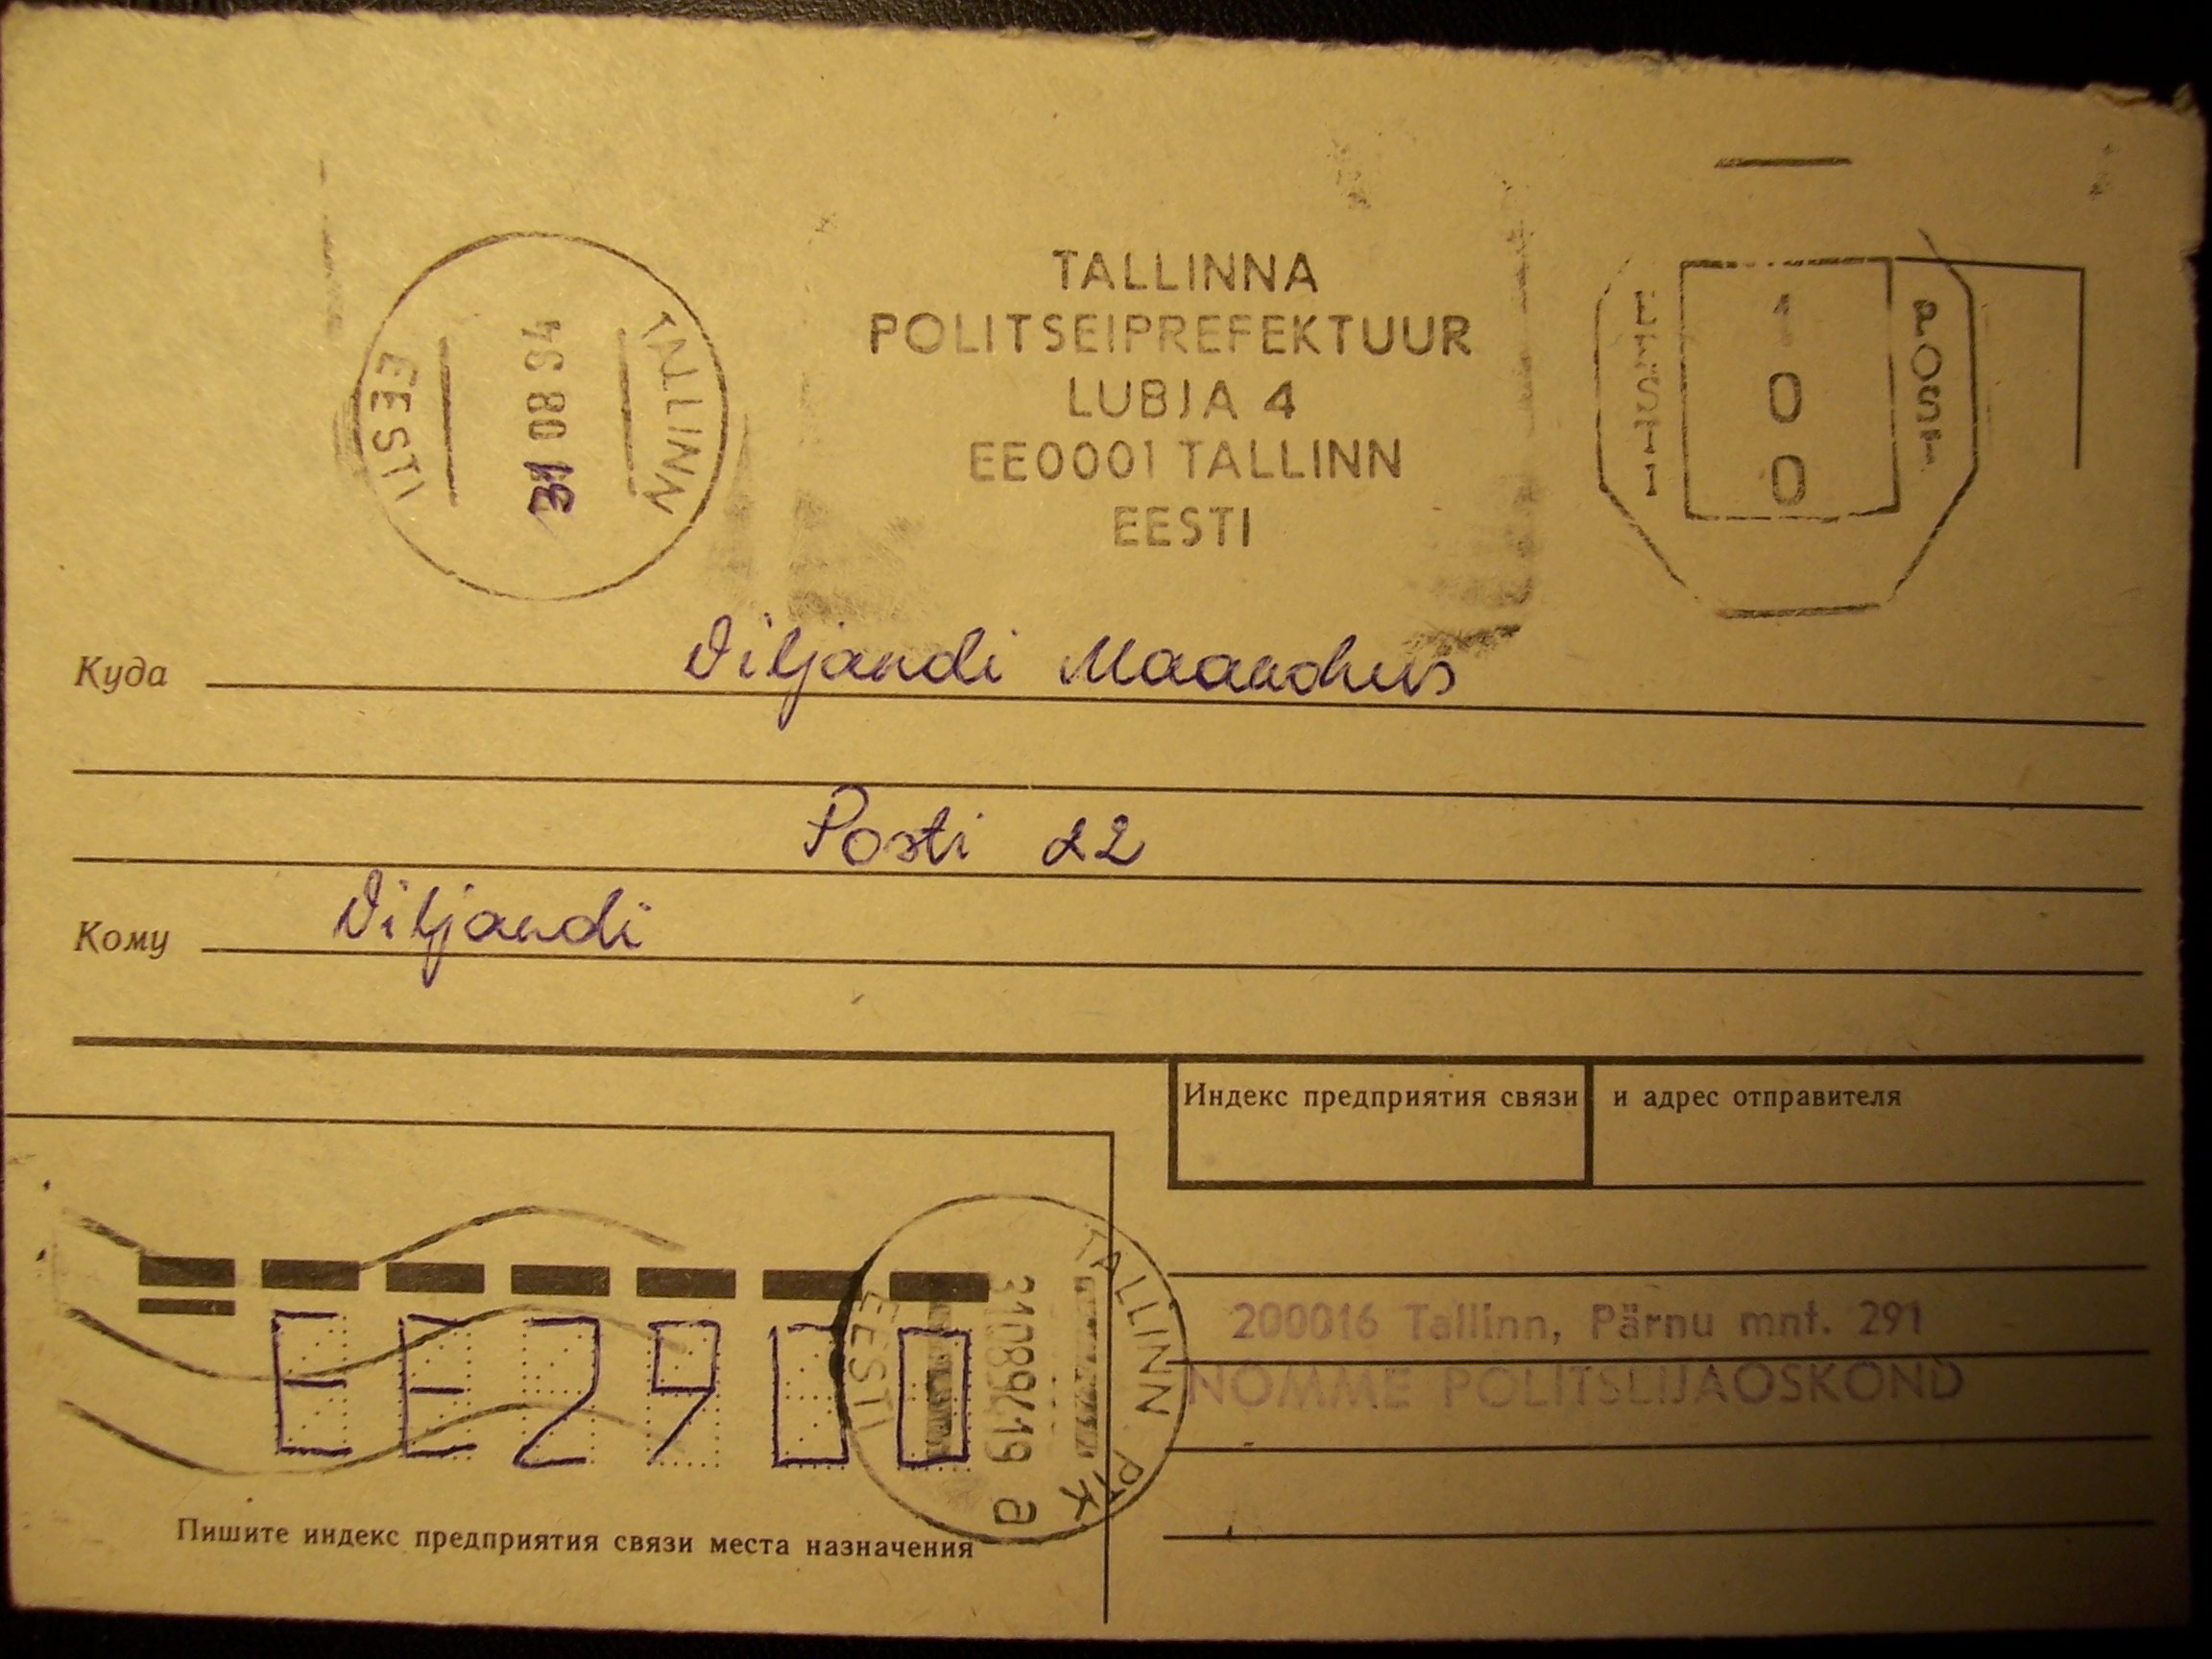 TALLINNA
POLITSEIPREFEKTUUR
LUBJA 4
EE0001 TALLINN
EESTI
TALLINN
31 08 94
EESTI
EESTI
100
POST
Куда Viljandi Maakohus
Posti 22
Кому Viljandi
Индекс предприятия связи и адрес отправителя
200016 Tallinn, Pärnu mnt. 291
NÕMME POLITSEIJAOSKOND
EE2900
TALLINN PTK
31089419 a
EESTI
Пишите индекс предприятия связи места назначения